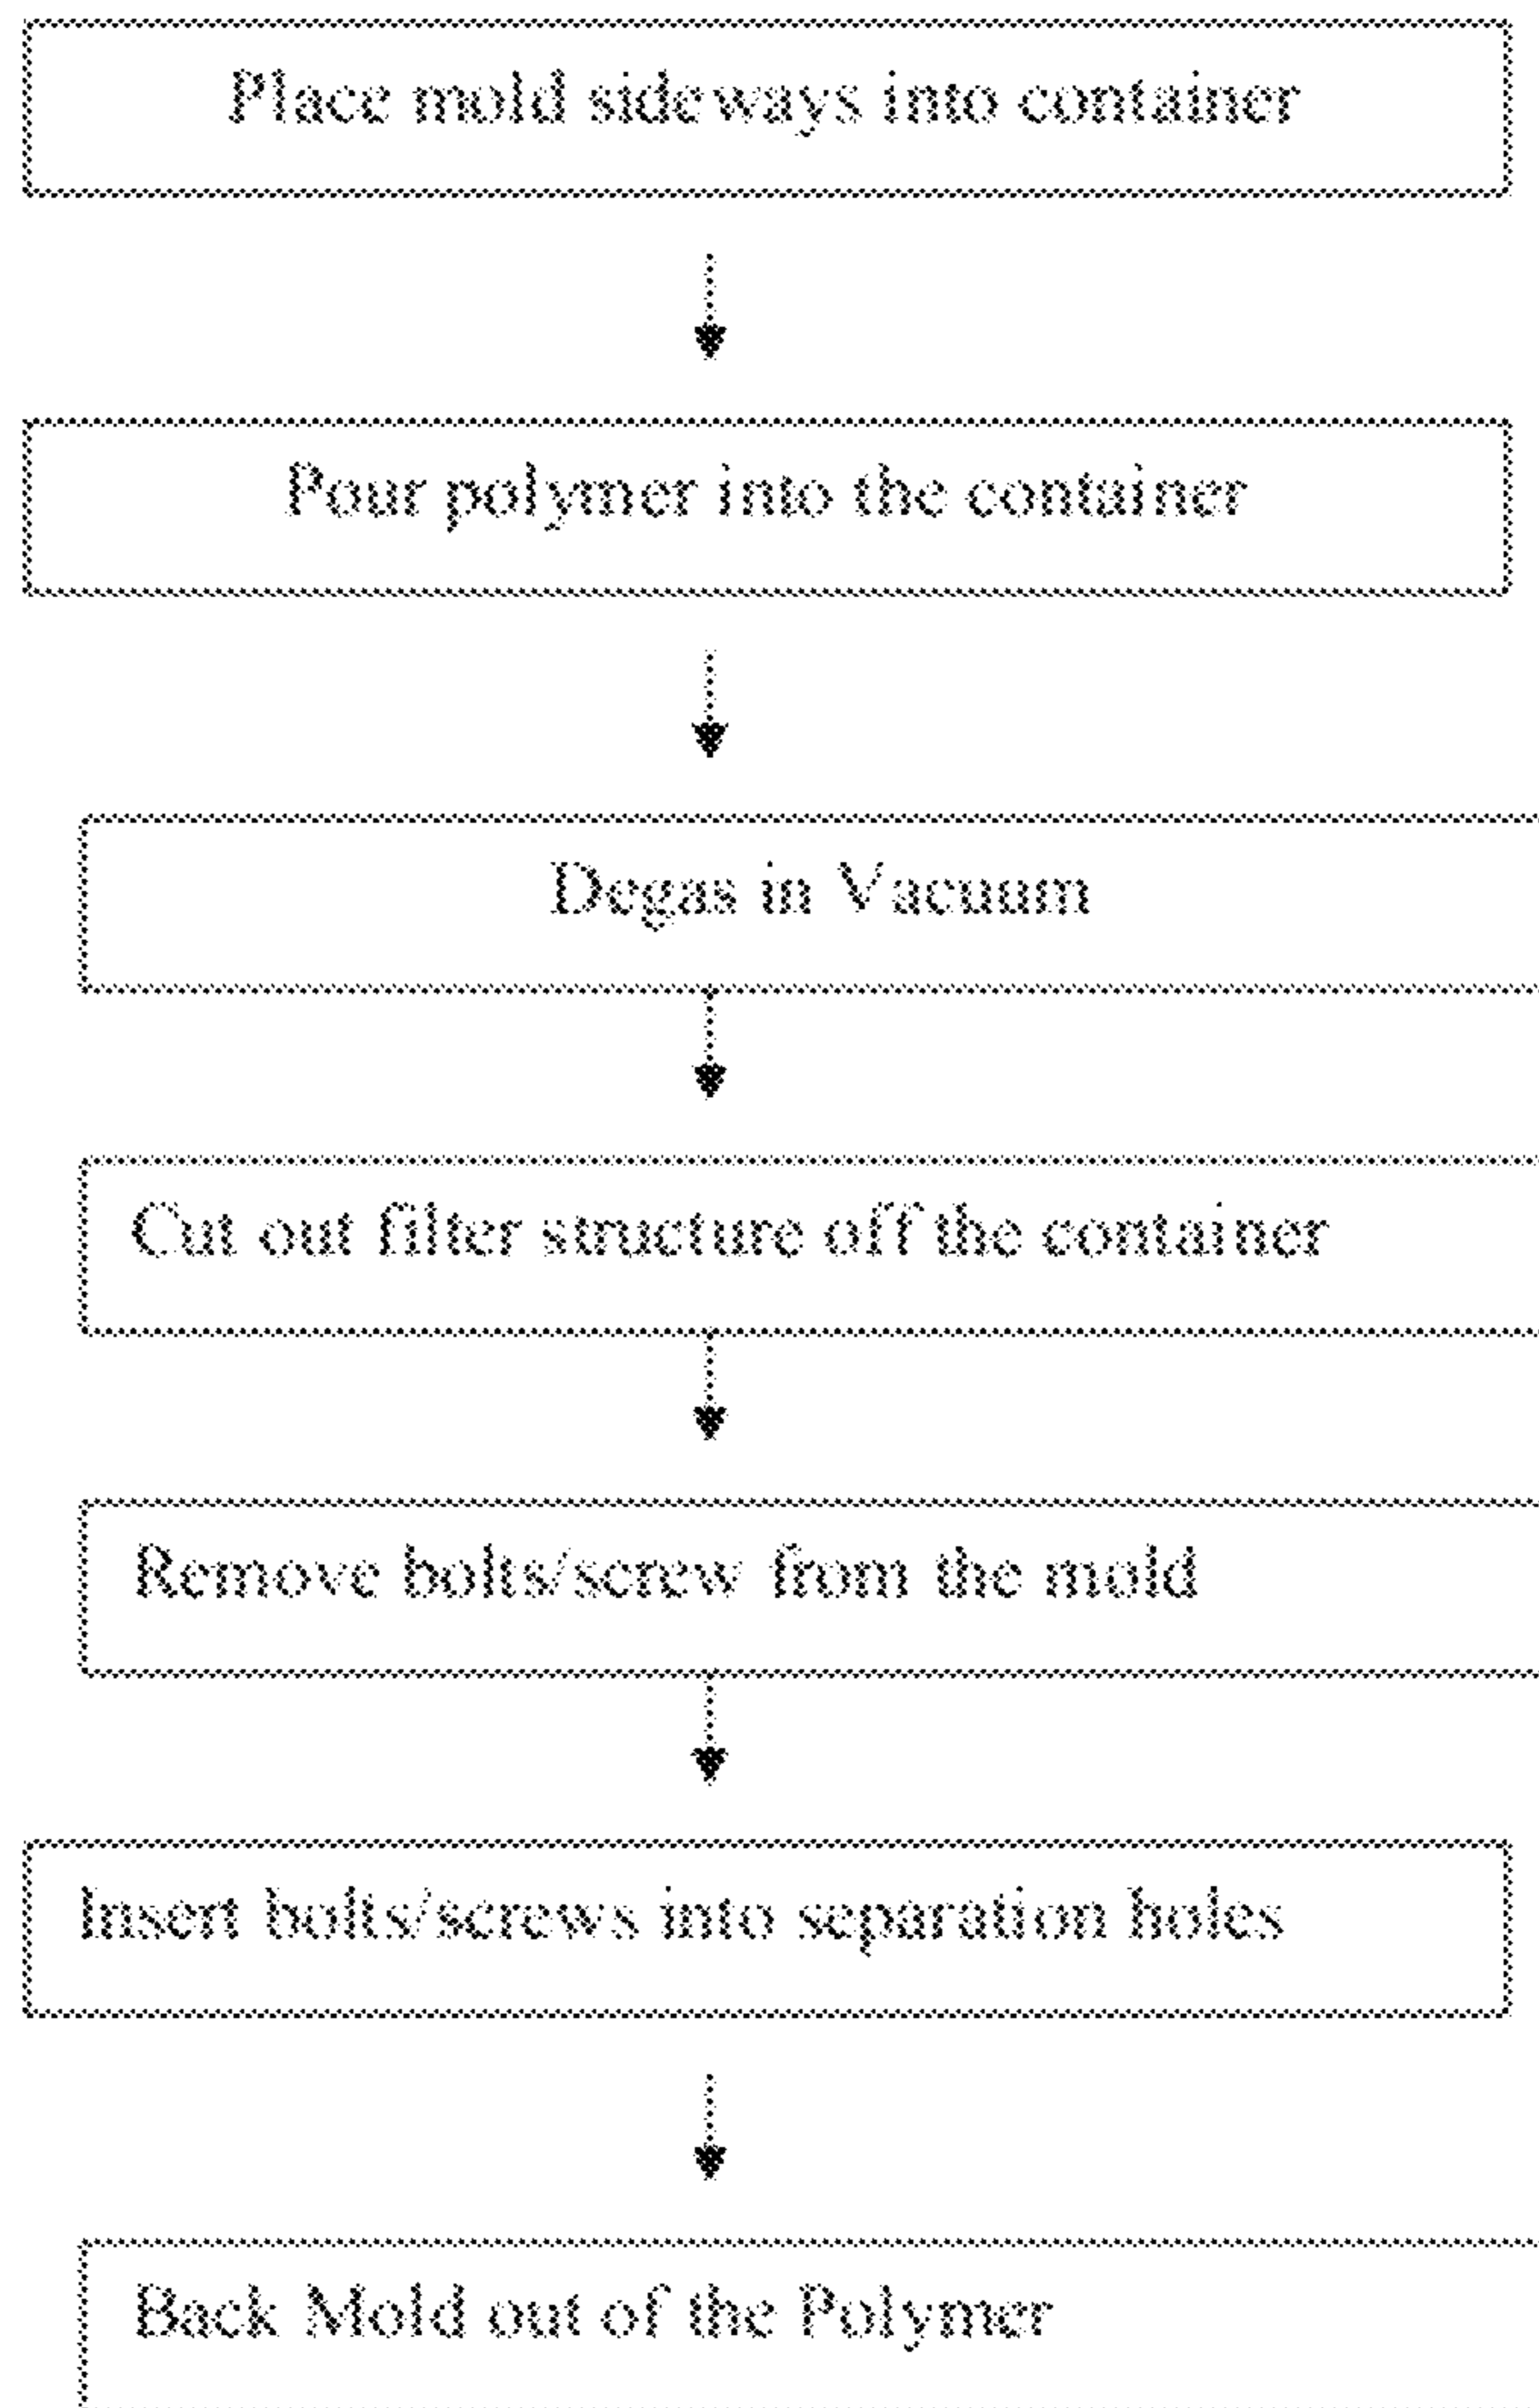 Place mold sideways into container
Pour polymer into the container
Degas in Vacuum
Cut out filter structure off the container
Remove bolts/screw from the mold
Insert bolts/screws into separation holes
Back Mold out of the Polymer